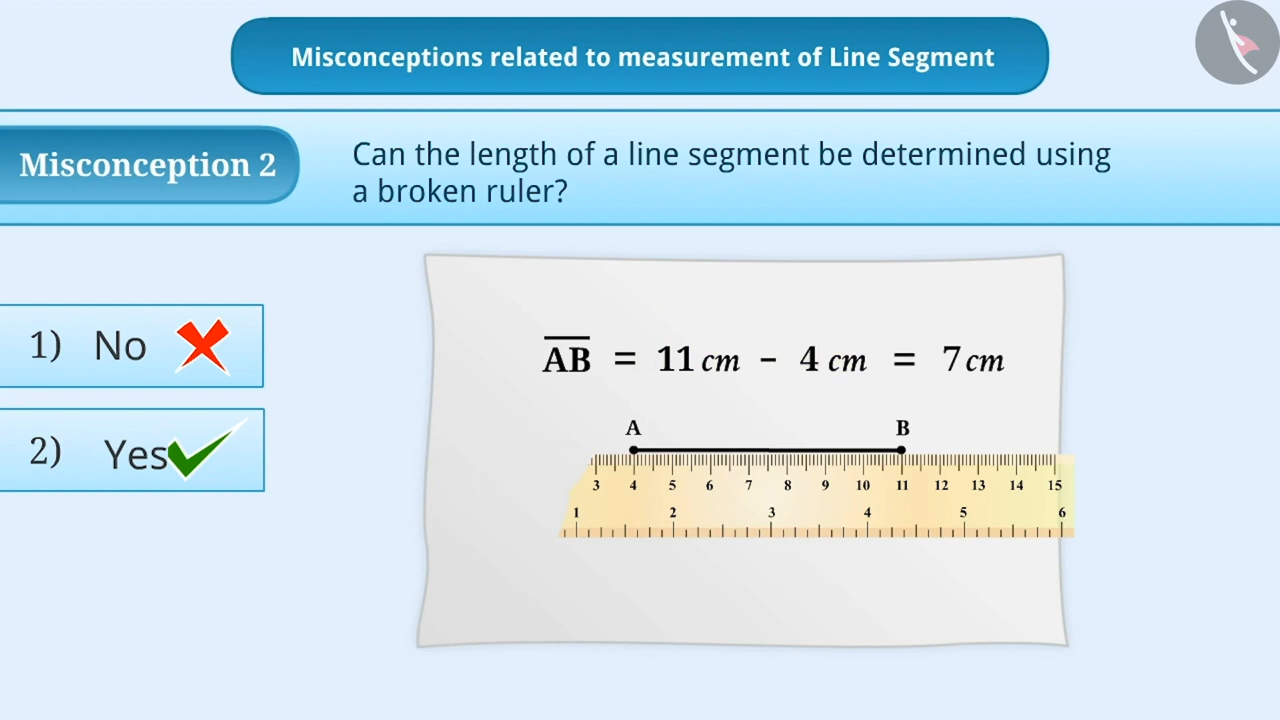 Misconceptions related to measurement of Line Segment
Misconception 2
Can the length of a line segment be determined using
a broken ruler?
1) No
2) Yes
AB = 11 cm - 4 cm = 7 cm
A B
3 4 5 6 7 8 9 10 11 12 13 14 15
1 2 3 4 5 6